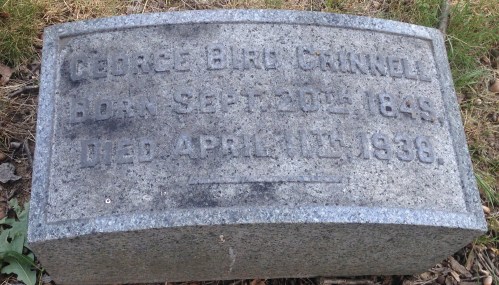 GEORGE BIRD GRINNELL
BORN SEPT. 20TH, 1849.
DIED APRIL 11TH, 1938.